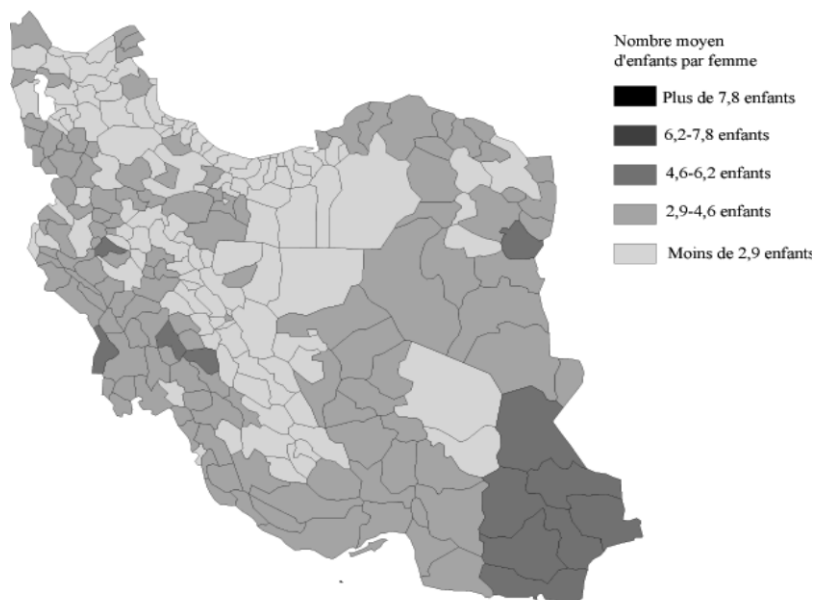 Nombre moyen
d'enfants par femme
Plus de 7,8 enfants
6,2-7,8 enfants
4,6-6,2 enfants
2,9-4,6 enfants
Moins de 2,9 enfants